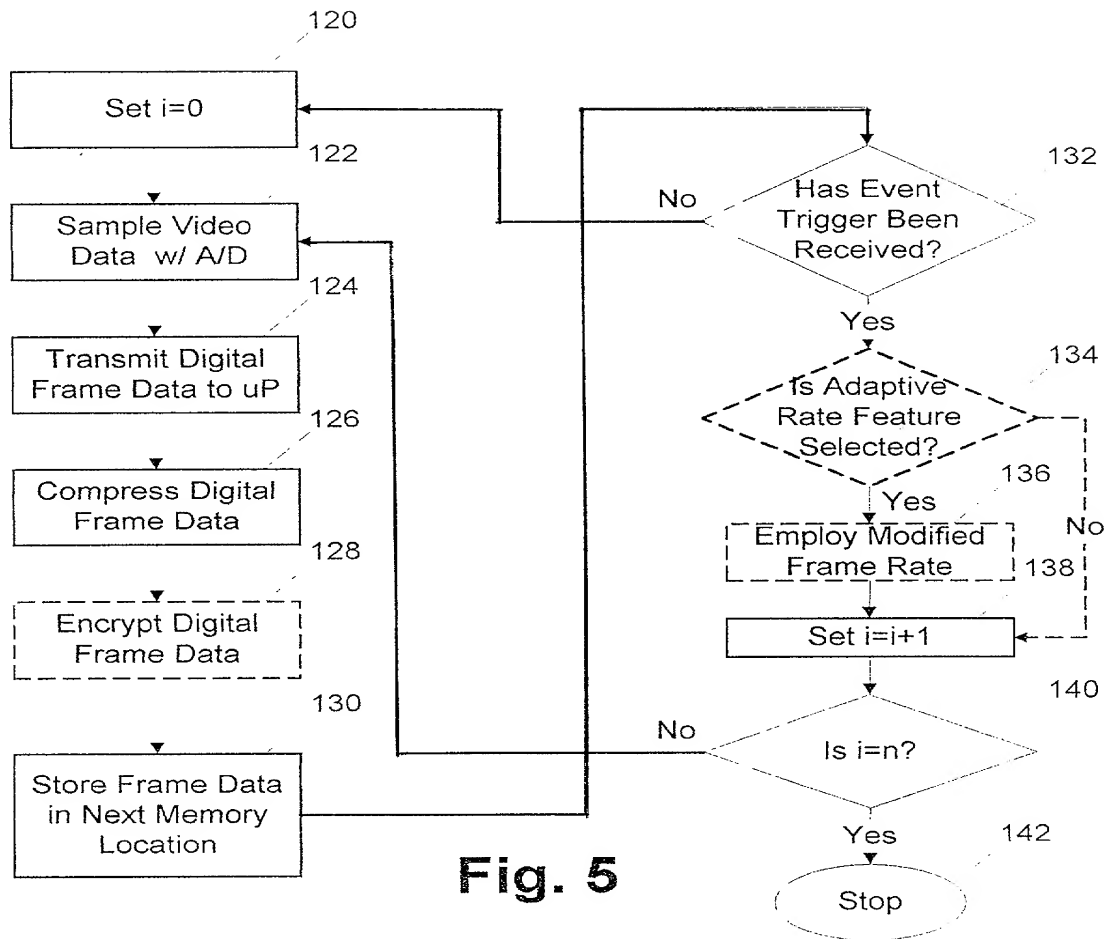 120
Set i=0
122
Sample Video
Data w/ A/D
124
Transmit Digital
Frame Data to uP
126
Compress Digital
Frame Data
128
Encrypt Digital
Frame Data
130
Store Frame Data
in Next Memory
Location
132
Has Event
Trigger Been
Received?
No
Yes
134
Is Adaptive
Rate Feature
Selected?
136
Yes
No
Employ Modified
Frame Rate
138
Set i=i+1
140
No
Is i=n?
Yes
142
Stop
Fig. 5